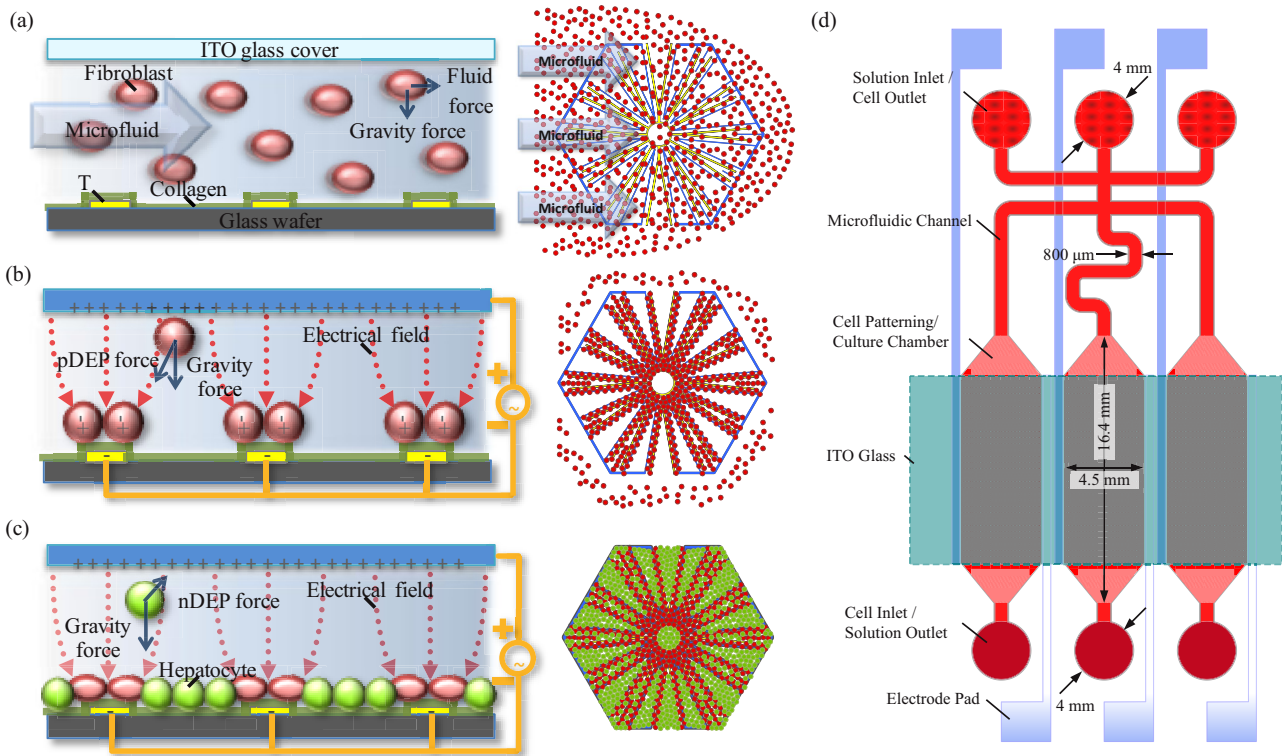 (a)
ITO glass cover
Fibroblast
Fluid
force
Microfluid
Gravity force
T
Collagen
Glass wafer
Microfluid
Microfluid
Microfluid
(b)
+++++++++++++++++++++++++
Electrical field
pDEP force
Gravity
force
+
~
−
- - -
(c)
+++++++++++++++++++++++++
Electrical field
nDEP force
Gravity
force
Hepatocyte
+
~
−
- - -
(d)
Solution Inlet /
Cell Outlet
4 mm
Microfluidic Channel
800 μm
Cell Patterning/
Culture Chamber
16.4 mm
ITO Glass
4.5 mm
Cell Inlet /
Solution Outlet
Electrode Pad
4 mm